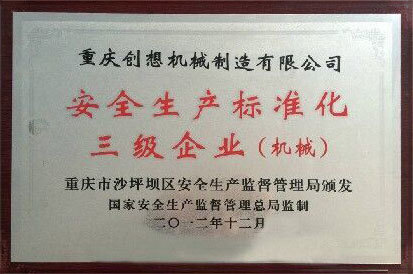 重庆创想机械制造有限公司
安全生产标准化
三级企业（机械）
重庆市沙坪坝区安全生产监督管理局颁发
国家安全生产监督管理总局监制
二〇一二年十二月